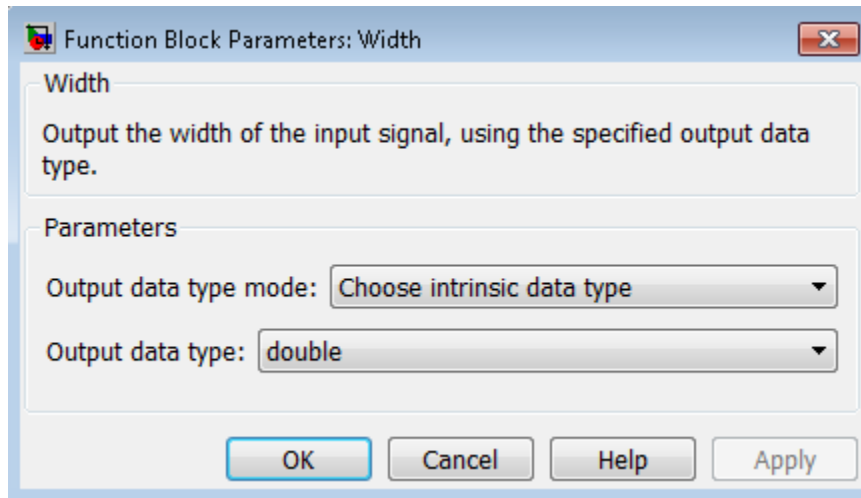 Function Block Parameters: Width
Width
Output the width of the input signal, using the specified output data
type.
Parameters
Output data type mode: Choose intrinsic data type
Output data type: double
OK Cancel Help Apply